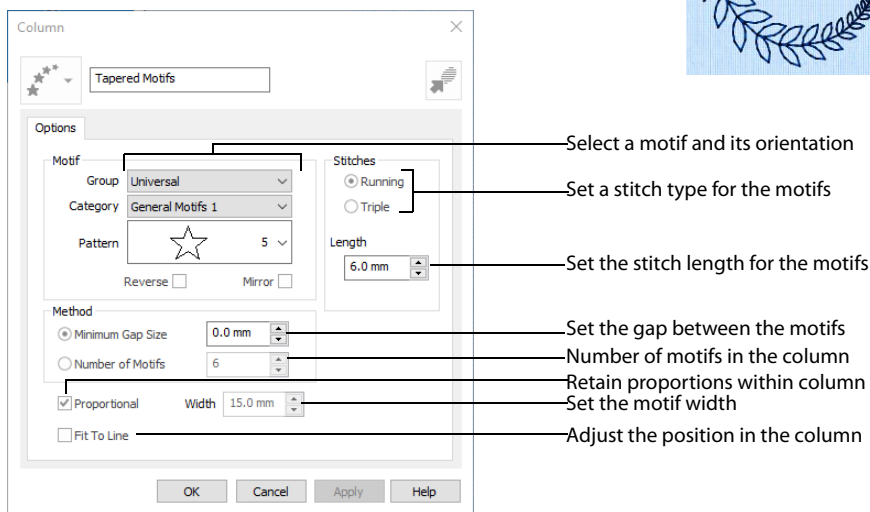 Column
Tapered Motifs
Options
Motif
Group Universal
Category General Motifs 1
Pattern 5
Reverse Mirror
Stitches
Running
Triple
Length
6.0 mm
Method
Minimum Gap Size 0.0 mm
Number of Motifs 6
Proportional Width 15.0 mm
Fit To Line
OK Cancel Apply Help
Select a motif and its orientation
Set a stitch type for the motifs
Set the stitch length for the motifs
Set the gap between the motifs
Number of motifs in the column
Retain proportions within column
Set the motif width
Adjust the position in the column